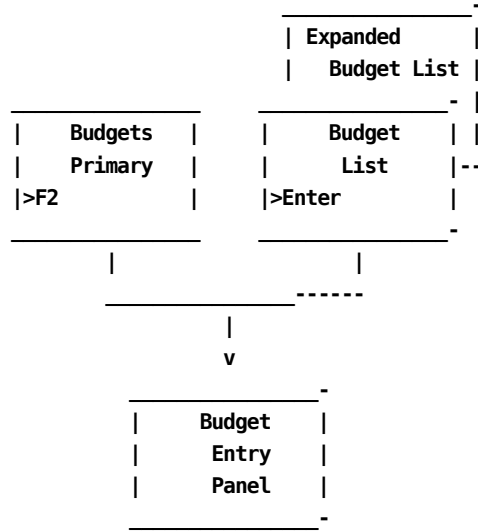 Expanded
Budget List
Budgets Budget
Primary List
>F2 >Enter
v
Budget
Entry
Panel